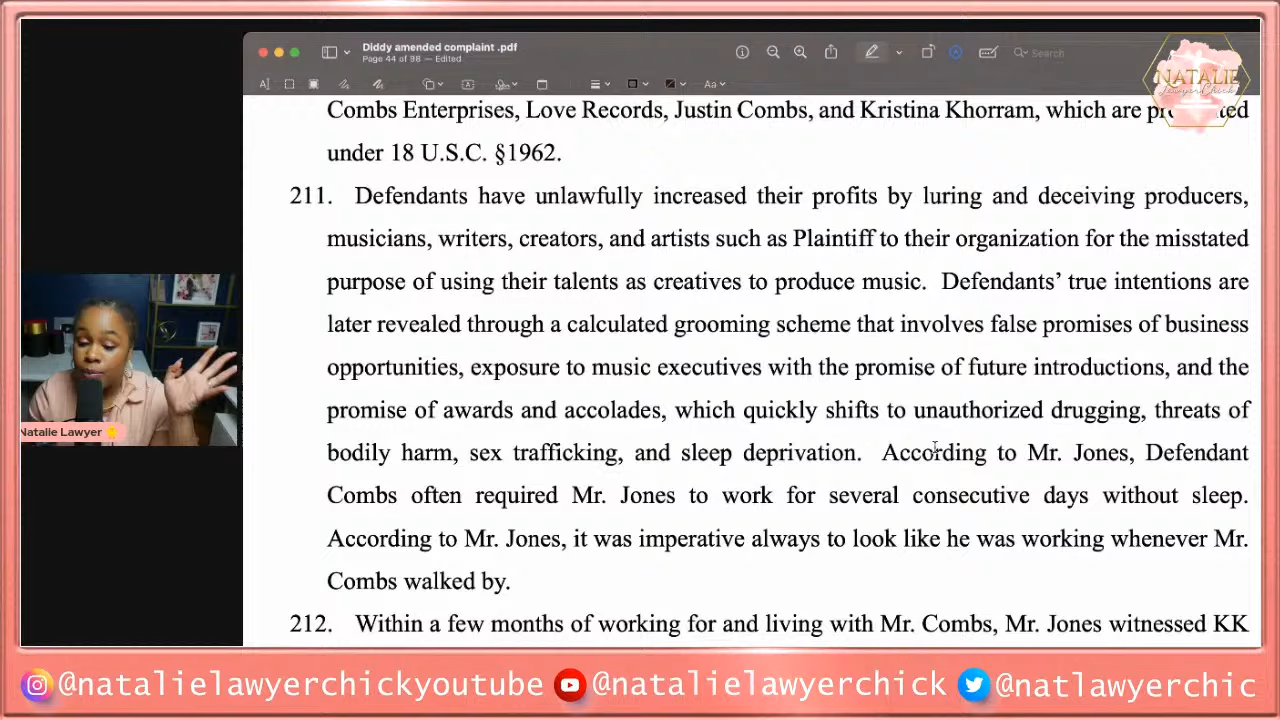 Diddy amended complaint .pdf
Page 44 of 98 — Edited
Search
NATALIE
Lawyer Chick
Combs Enterprises, Love Records, Justin Combs, and Kristina Khorram, which are
under 18 U.S.C. §1962.
211. Defendants have unlawfully increased their profits by luring and deceiving producers,
musicians, writers, creators, and artists such as Plaintiff to their organization for the misstated
purpose of using their talents as creatives to produce music. Defendants’ true intentions are
later revealed through a calculated grooming scheme that involves false promises of business
opportunities, exposure to music executives with the promise of future introductions, and the
promise of awards and accolades, which quickly shifts to unauthorized drugging, threats of
bodily harm, sex trafficking, and sleep deprivation. According to Mr. Jones, Defendant
Combs often required Mr. Jones to work for several consecutive days without sleep.
According to Mr. Jones, it was imperative always to look like he was working whenever Mr.
Combs walked by.
212. Within a few months of working for and living with Mr. Combs, Mr. Jones witnessed KK
Natalie Lawyer
@natalielawyerchickyoutube @natalielawyerchick @natlawyerchic